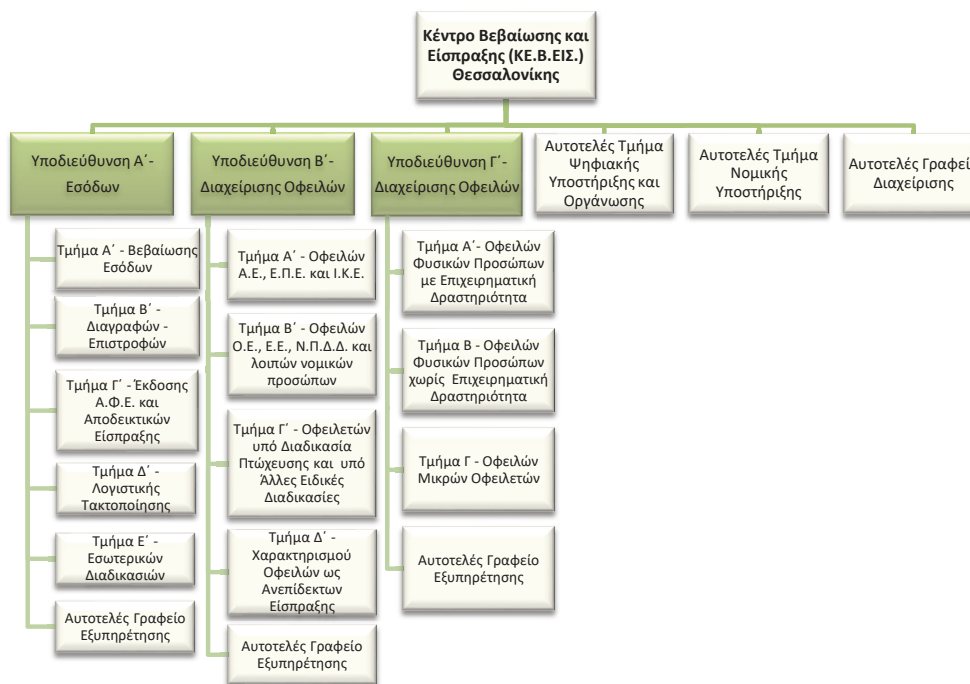 Κέντρο Βεβαίωσης και
Είσπραξης (ΚΕ.Β.ΕΙΣ.)
Θεσσαλονίκης
Υποδιεύθυνση Α΄-
Εσόδων
Υποδιεύθυνση Β΄-
Διαχείρισης Οφειλών
Υποδιεύθυνση Γ΄-
Διαχείρισης Οφειλών
Αυτοτελές Τμήμα
Ψηφιακής
Υποστήριξης και
Οργάνωσης
Αυτοτελές Τμήμα
Νομικής
Υποστήριξης
Αυτοτελές Γραφείο
Διαχείρισης
Τμήμα Α΄ - Βεβαίωσης
Εσόδων
Τμήμα Β΄ -
Διαγραφών -
Επιστροφών
Τμήμα Γ΄ - Έκδοσης
Α.Φ.Ε. και
Αποδεικτικών
Είσπραξης
Τμήμα Δ΄ -
Λογιστικής
Τακτοποίησης
Τμήμα Ε΄ -
Εσωτερικών
Διαδικασιών
Αυτοτελές Γραφείο
Εξυπηρέτησης
Τμήμα Α΄ - Οφειλών
Α.Ε., Ε.Π.Ε. και Ι.Κ.Ε.
Τμήμα Β΄ - Οφειλών
Ο.Ε., Ε.Ε., Ν.Π.Δ.Δ. και
λοιπών νομικών
προσώπων
Τμήμα Γ΄ - Οφειλετών
υπό Διαδικασία
Πτώχευσης και υπό
Άλλες Ειδικές
Διαδικασίες
Τμήμα Δ΄ -
Χαρακτηρισμού
Οφειλών ως
Ανεπίδεκτων
Είσπραξης
Αυτοτελές Γραφείο
Εξυπηρέτησης
Τμήμα Α΄- Οφειλών
Φυσικών Προσώπων
με Επιχειρηματική
Δραστηριότητα
Τμήμα Β - Οφειλών
Φυσικών Προσώπων
χωρίς Επιχειρηματική
Δραστηριότητα
Τμήμα Γ - Οφειλών
Μικρών Οφειλετών
Αυτοτελές Γραφείο
Εξυπηρέτησης